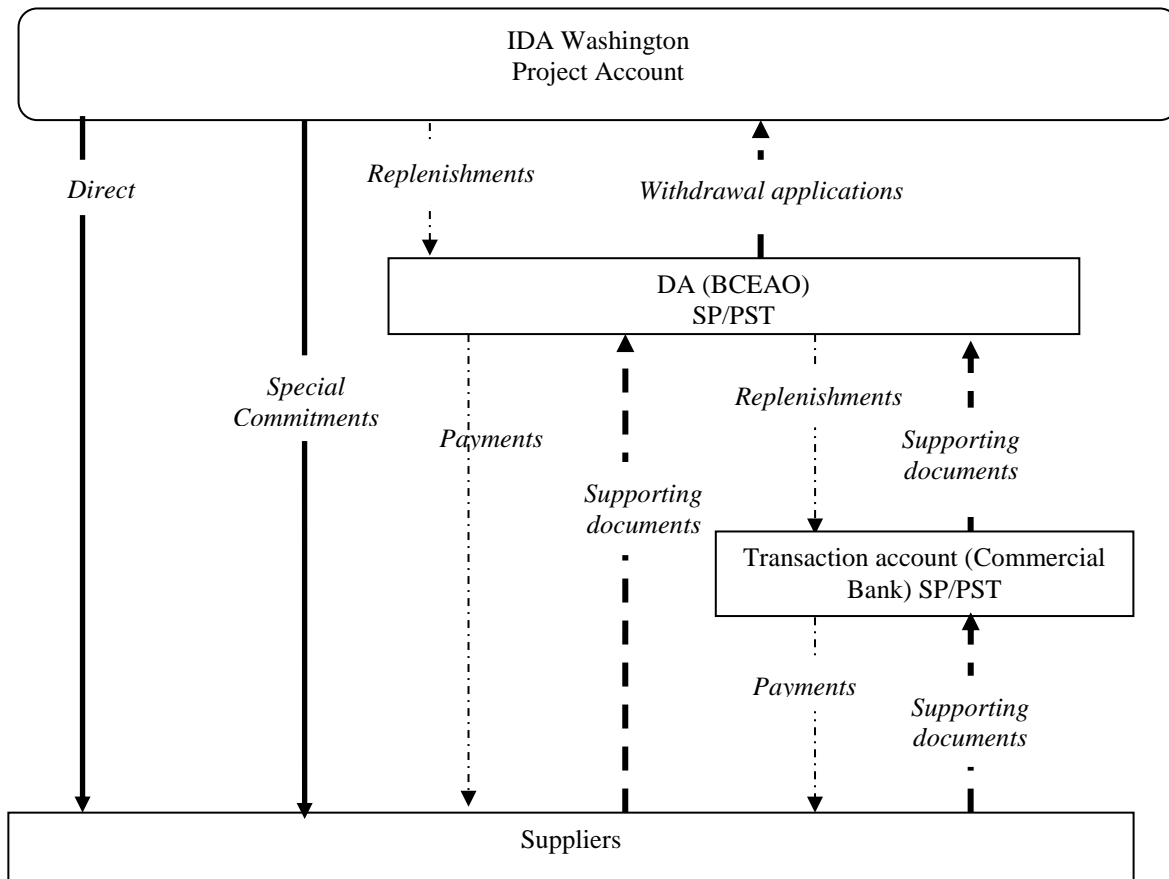 IDA Washington
Project Account
Direct
Replenishments
Withdrawal applications
DA (BCEAO)
SP/PST
Special
Commitments
Payments
Supporting
documents
Replenishments
Supporting
documents
Transaction account (Commercial
Bank) SP/PST
Payments
Supporting
documents
Suppliers